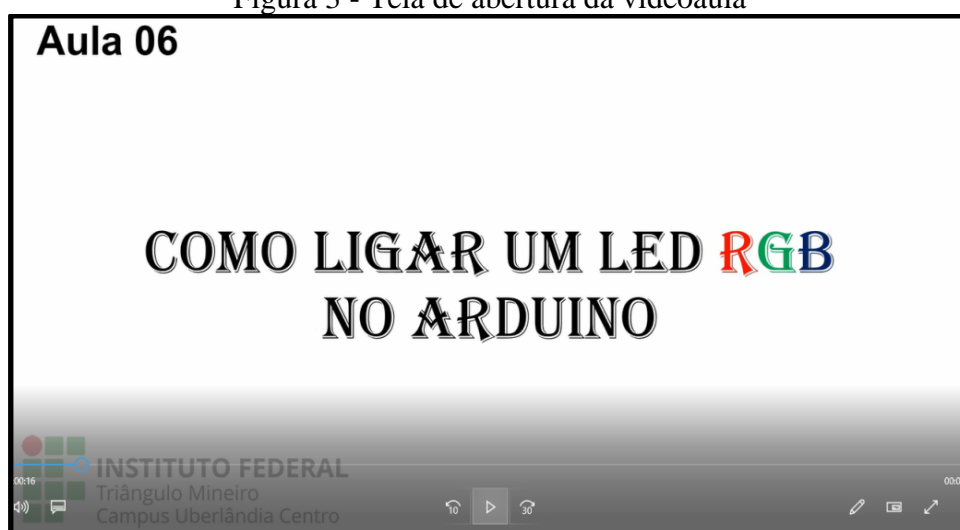 Figura 3 - Tela de abertura da videoaula
Aula 06
COMO LIGAR UM LED RGB
NO ARDUINO
INSTITUTO FEDERAL
Triângulo Mineiro
Campus Uberlândia Centro
00:16
10
30